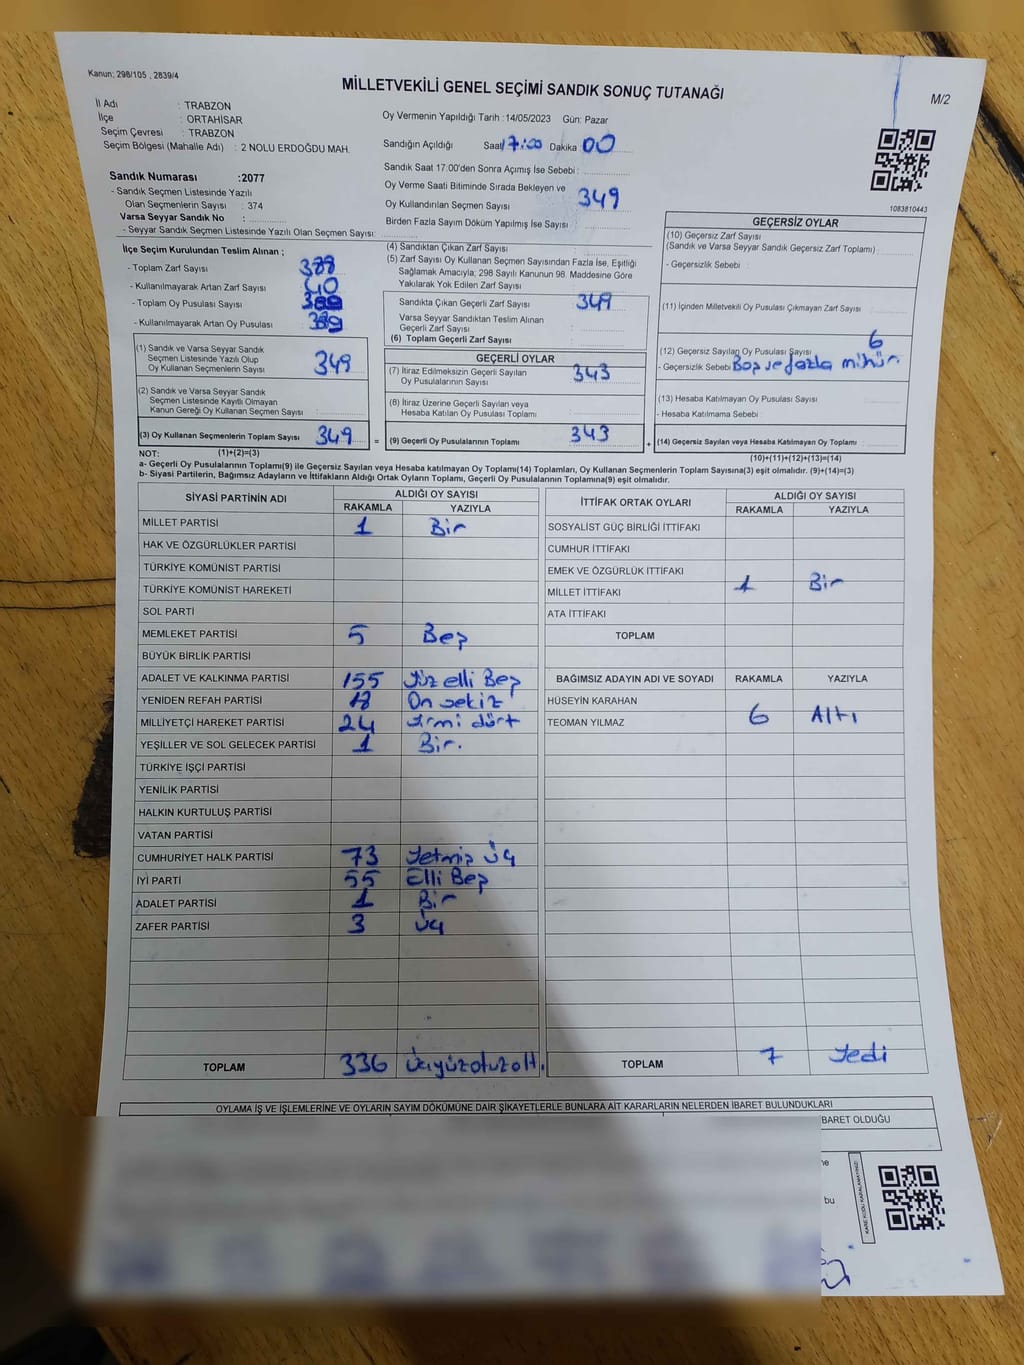 Kanun; 298/105 , 2839/4
MİLLETVEKİLİ GENEL SEÇİMİ SANDIK SONUÇ TUTANAĞI
M/2
İl Adı : TRABZON
İlçe : ORTAHİSAR
Seçim Çevresi : TRABZON
Seçim Bölgesi (Mahalle Adı) : 2 NOLU ERDOĞDU MAH.
Sandık Numarası :2077
- Sandık Seçmen Listesinde Yazılı
Olan Seçmenlerin Sayısı : 374
Varsa Seyyar Sandık No :
- Seyyar Sandık Seçmen Listesinde Yazılı Olan Seçmen Sayısı:
Oy Vermenin Yapıldığı Tarih :14/05/2023 Gün: Pazar
Sandığın Açıldığı Saat 17:00 Dakika 00
Sandık Saat 17:00'den Sonra Açımış İse Sebebi :
Oy Verme Saati Bitiminde Sırada Bekleyen ve
Oy Kullandırılan Seçmen Sayısı : 349
Birden Fazla Sayım Döküm Yapılmış İse Sayısı :
1083810443
İlçe Seçim Kurulundan Teslim Alınan ;
- Toplam Zarf Sayısı
- Kullanılmayarak Artan Zarf Sayısı 40
- Toplam Oy Pusulası Sayısı
- Kullanılmayarak Artan Oy Pusulası
(4) Sandıktan Çıkan Zarf Sayısı :
(5) Zarf Sayısı Oy Kullanan Seçmen Sayısından Fazla İse, Eşitliği
Sağlamak Amacıyla; 298 Sayılı Kanunun 98. Maddesine Göre
Yakılarak Yok Edilen Zarf Sayısı :
Sandıkta Çıkan Geçerli Zarf Sayısı : 349
Varsa Seyyar Sandıktan Teslim Alınan
Geçerli Zarf Sayısı :
(6) Toplam Geçerli Zarf Sayısı :
GEÇERSİZ OYLAR
(10) Geçersiz Zarf Sayısı
(Sandık ve Varsa Seyyar Sandık Geçersiz Zarf Toplamı) :
- Geçersizlik Sebebi :
(11) İçinden Milletvekili Oy Pusulası Çıkmayan Zarf Sayısı :
(12) Geçersiz Sayılan Oy Pusulası Sayısı 6
- Geçersizlik Sebebi Boş ve fazla mühür.
(13) Hesaba Katılmayan Oy Pusulası Sayısı :
- Hesaba Katılmama Sebebi :
(14) Geçersiz Sayılan veya Hesaba Katılmayan Oy Toplamı :
(10)+(11)+(12)+(13)=(14)
(1) Sandık ve Varsa Seyyar Sandık
Seçmen Listesinde Yazılı Olup
Oy Kullanan Seçmenlerin Sayısı : 349
(2) Sandık ve Varsa Seyyar Sandık
Seçmen Listesinde Kayıtlı Olmayan
Kanun Gereği Oy Kullanan Seçmen Sayısı :
(3) Oy Kullanan Seçmenlerin Toplam Sayısı : 349 =
(1)+(2)=(3)
GEÇERLİ OYLAR
(7) İtiraz Edilmeksizin Geçerli Sayılan
Oy Pusulalarının Sayısı : 343
(8) İtiraz Üzerine Geçerli Sayılan veya
Hesaba Katılan Oy Pusulası Toplamı :
(9) Geçerli Oy Pusulalarının Toplamı : 343 +
NOT:
a- Geçerli Oy Pusulalarının Toplamı(9) ile Geçersiz Sayılan veya Hesaba katılmayan Oy Toplamı(14) Toplamları, Oy Kullanan Seçmenlerin Toplam Sayısına(3) eşit olmalıdır. (9)+(14)=(3)
b- Siyasi Partilerin, Bağımsız Adayların ve İttifakların Aldığı Ortak Oyların Toplamı, Geçerli Oy Pusulalarının Toplamına(9) eşit olmalıdır.
SİYASİ PARTİNİN ADI ALDIĞI OY SAYISI
RAKAMLA YAZIYLA
MİLLET PARTİSİ 1 Bir
HAK VE ÖZGÜRLÜKLER PARTİSİ
TÜRKİYE KOMÜNİST PARTİSİ
TÜRKİYE KOMÜNİST HAREKETİ
SOL PARTİ
MEMLEKET PARTİSİ 5 Beş
BÜYÜK BİRLİK PARTİSİ
ADALET VE KALKINMA PARTİSİ 155 Yüz elli Beş
YENİDEN REFAH PARTİSİ 18 On sekiz
MİLLİYETÇİ HAREKET PARTİSİ 24 Yirmi dört
YEŞİLLER VE SOL GELECEK PARTİSİ 1 Bir.
TÜRKİYE İŞÇİ PARTİSİ
YENİLİK PARTİSİ
HALKIN KURTULUŞ PARTİSİ
VATAN PARTİSİ
CUMHURİYET HALK PARTİSİ 73 Yetmiş üç
İYİ PARTİ 55 Elli Beş
ADALET PARTİSİ 1 Bir
ZAFER PARTİSİ 3 üç
TOPLAM 336 Üçyüzotuzalt.
İTTİFAK ORTAK OYLARI ALDIĞI OY SAYISI
RAKAMLA YAZIYLA
SOSYALİST GÜÇ BİRLİĞİ İTTİFAKI
CUMHUR İTTİFAKI
EMEK VE ÖZGÜRLÜK İTTİFAKI
MİLLET İTTİFAKI 1 Bir
ATA İTTİFAKI
TOPLAM
BAĞIMSIZ ADAYIN ADI VE SOYADI RAKAMLA YAZIYLA
HÜSEYİN KARAHAN
TEOMAN YILMAZ 6 Altı
TOPLAM 7 Yedi
OYLAMA İŞ VE İŞLEMLERİNE VE OYLARIN SAYIM DÖKÜMÜNE DAİR ŞİKAYETLERLE BUNLARA AİT KARARLARIN NELERDEN İBARET BULUNDUKLARI
BARET OLDUĞU
ne
bu
KARE KODU KARALAMAYINIZ!